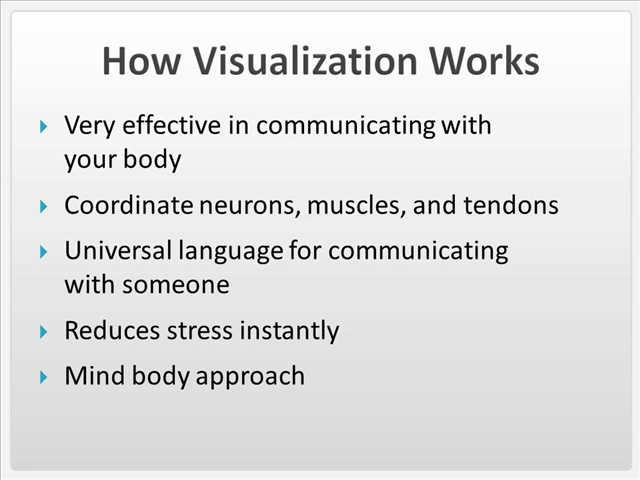 How Visualization Works
Very effective in communicating with
your body
Coordinate neurons, muscles, and tendons
Universal language for communicating
with someone
Reduces stress instantly
Mind body approach